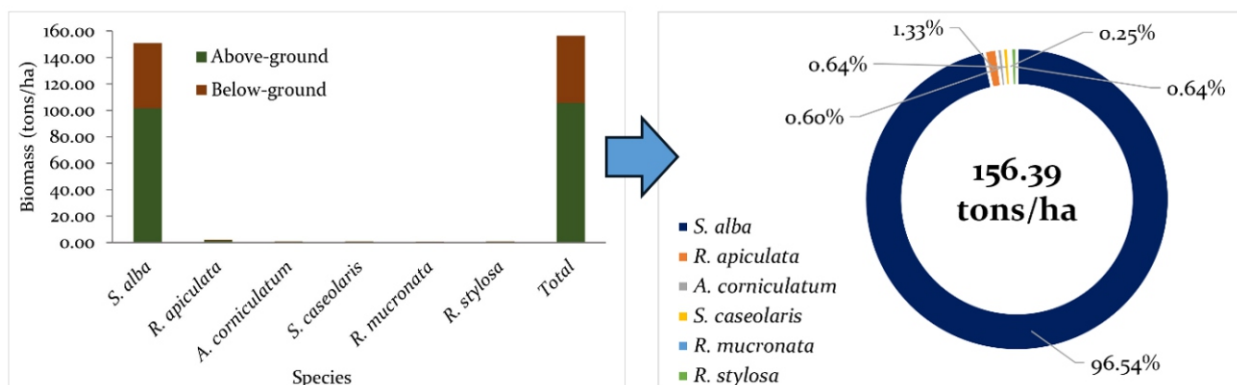 160.00
140.00
120.00
100.00
80.00
60.00
40.00
20.00
0.00
Biomass (tons/ha)
Above-ground
Below-ground
S. alba
R. apiculata
A. corniculatum
S. caseolaris
R. mucronata
R. stylosa
Total
Species
1.33%
0.25%
0.64%
0.64%
0.60%
156.39
tons/ha
S. alba
R. apiculata
A. corniculatum
S. caseolaris
R. mucronata
R. stylosa
96.54%